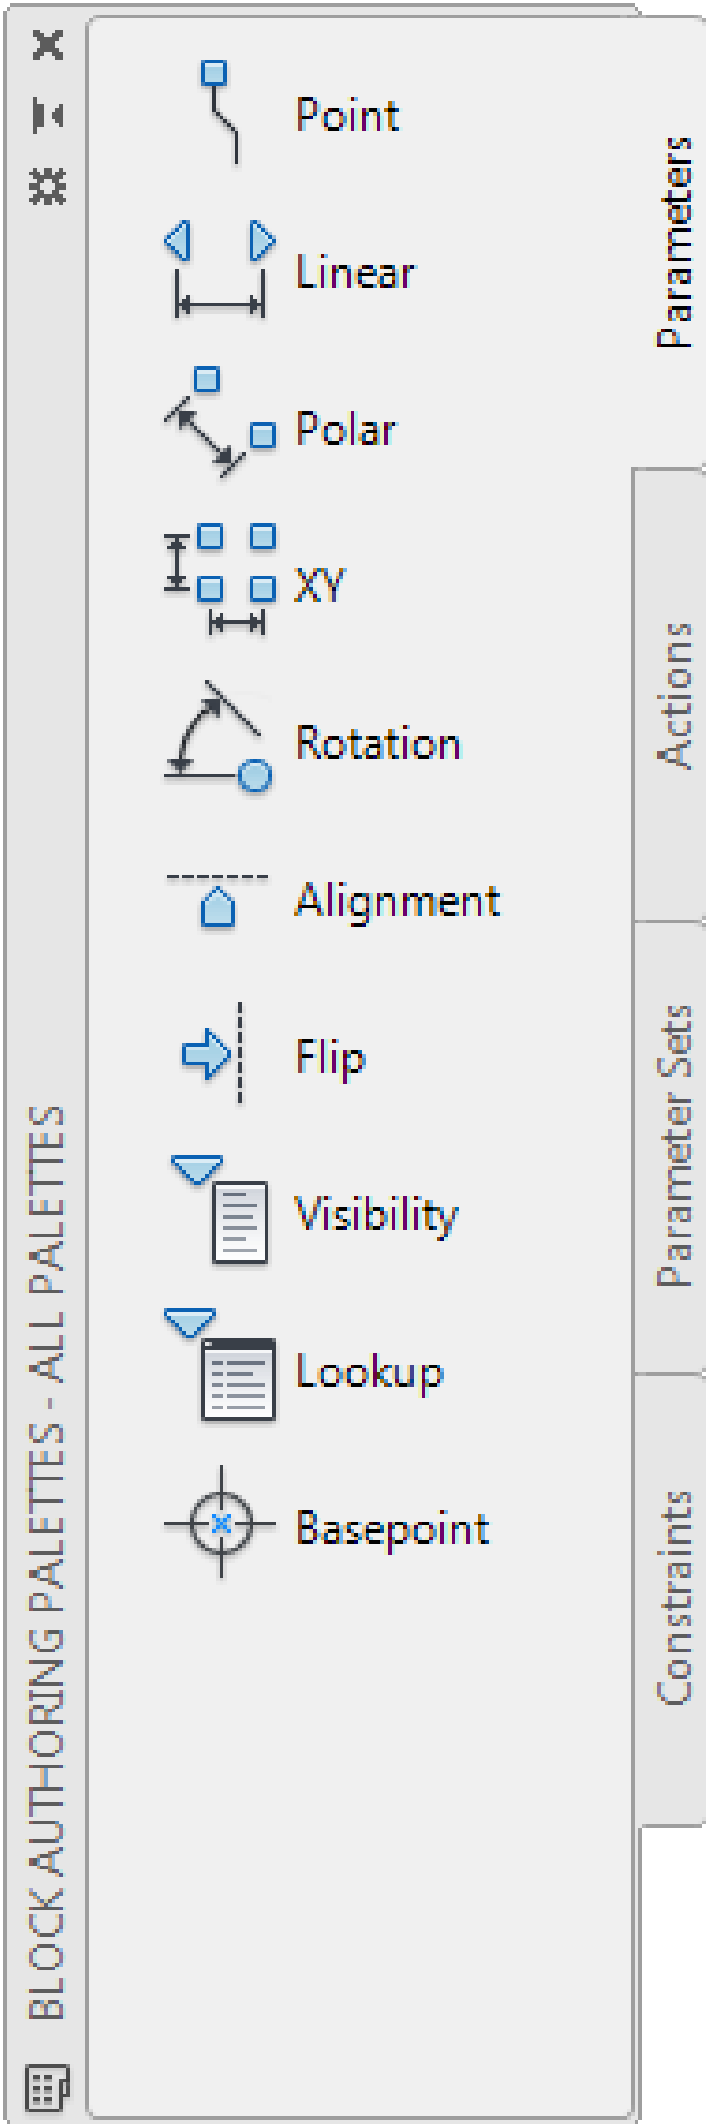 Point
Linear
Polar
XY
Rotation
Alignment
Flip
Visibility
Lookup
Basepoint
Parameters
Actions
Parameter Sets
Constraints
BLOCK AUTHORING PALETTES - ALL PALETTES